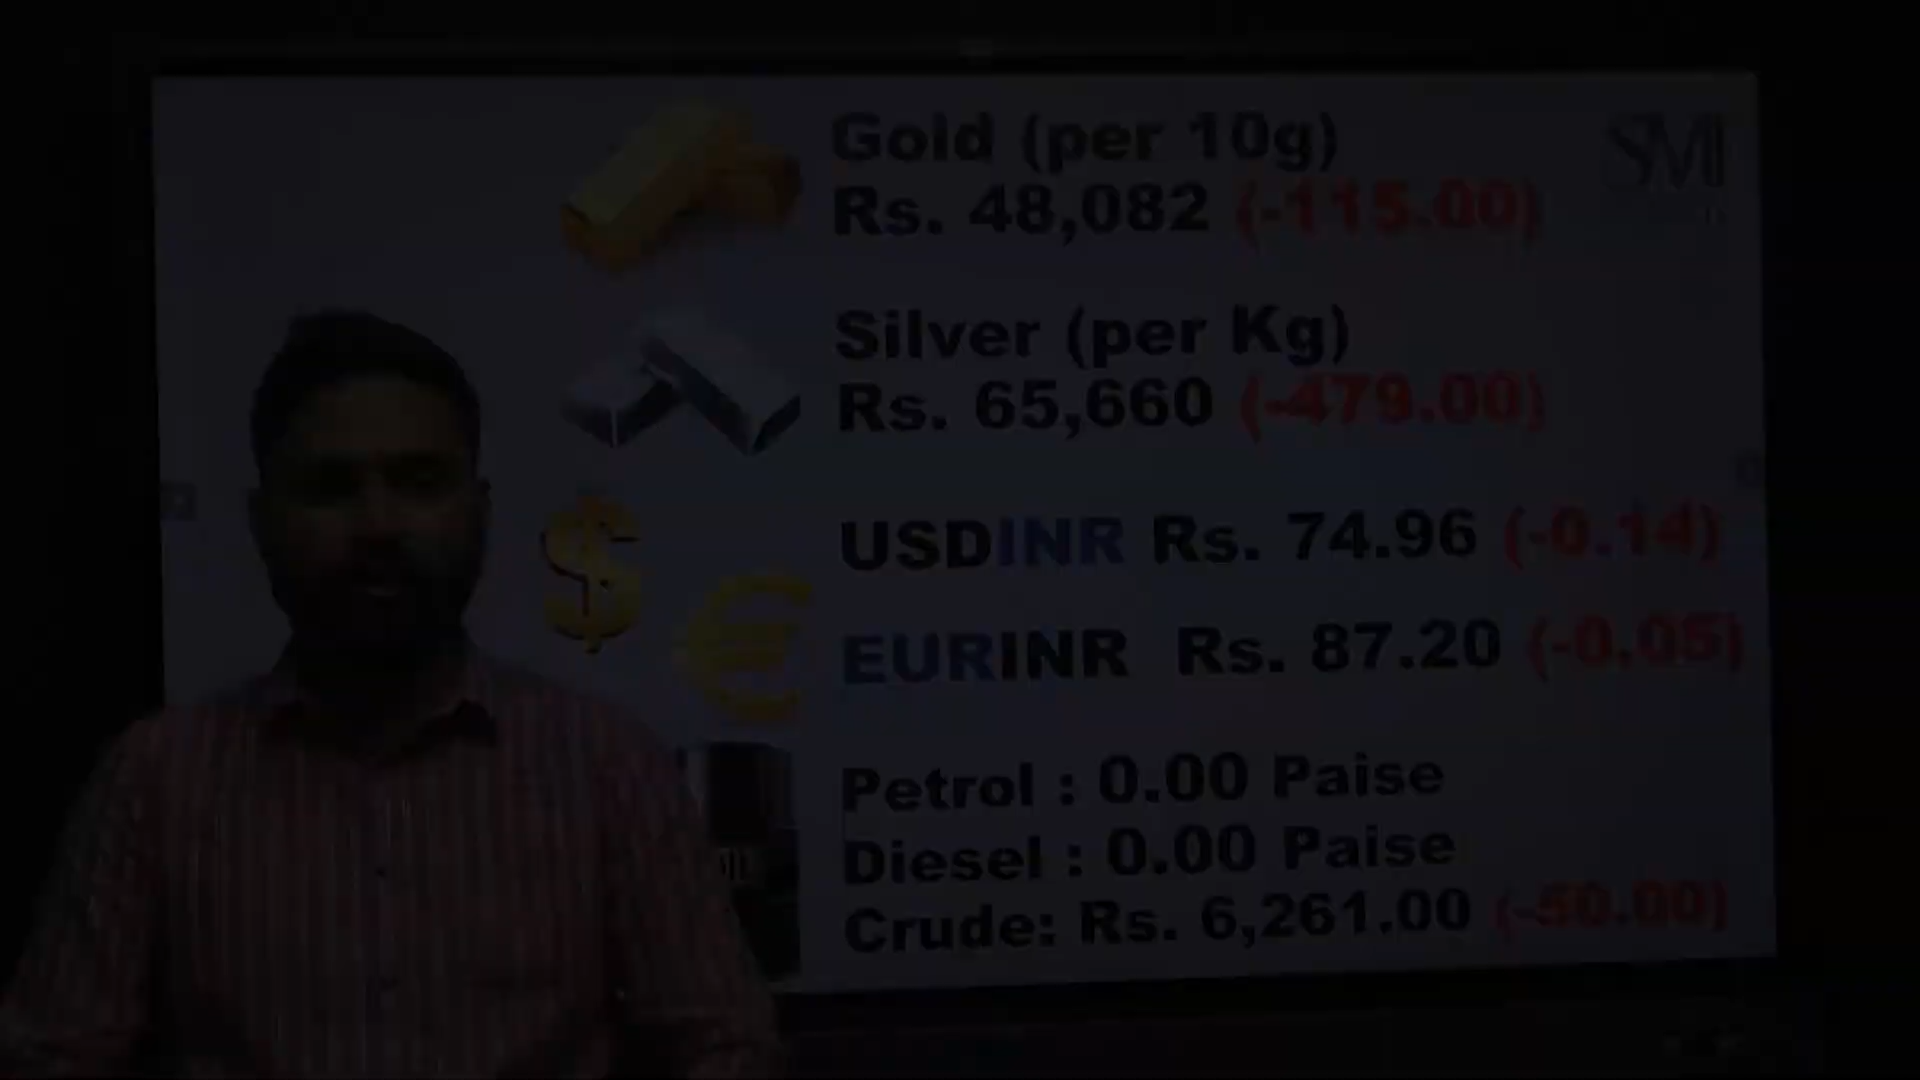 Gold (per 10g)
SMI
Rs. 48,082 (-115.00)
Silver (per Kg)
Rs. 65,660 (-479.00)
USDINR Rs. 74.96 (-0.14)
EURINR Rs. 87.20 (-0.05)
Petrol : 0.00 Paise
Diesel : 0.00 Paise
OIL
Crude: Rs. 6,261.00 (-50.00)